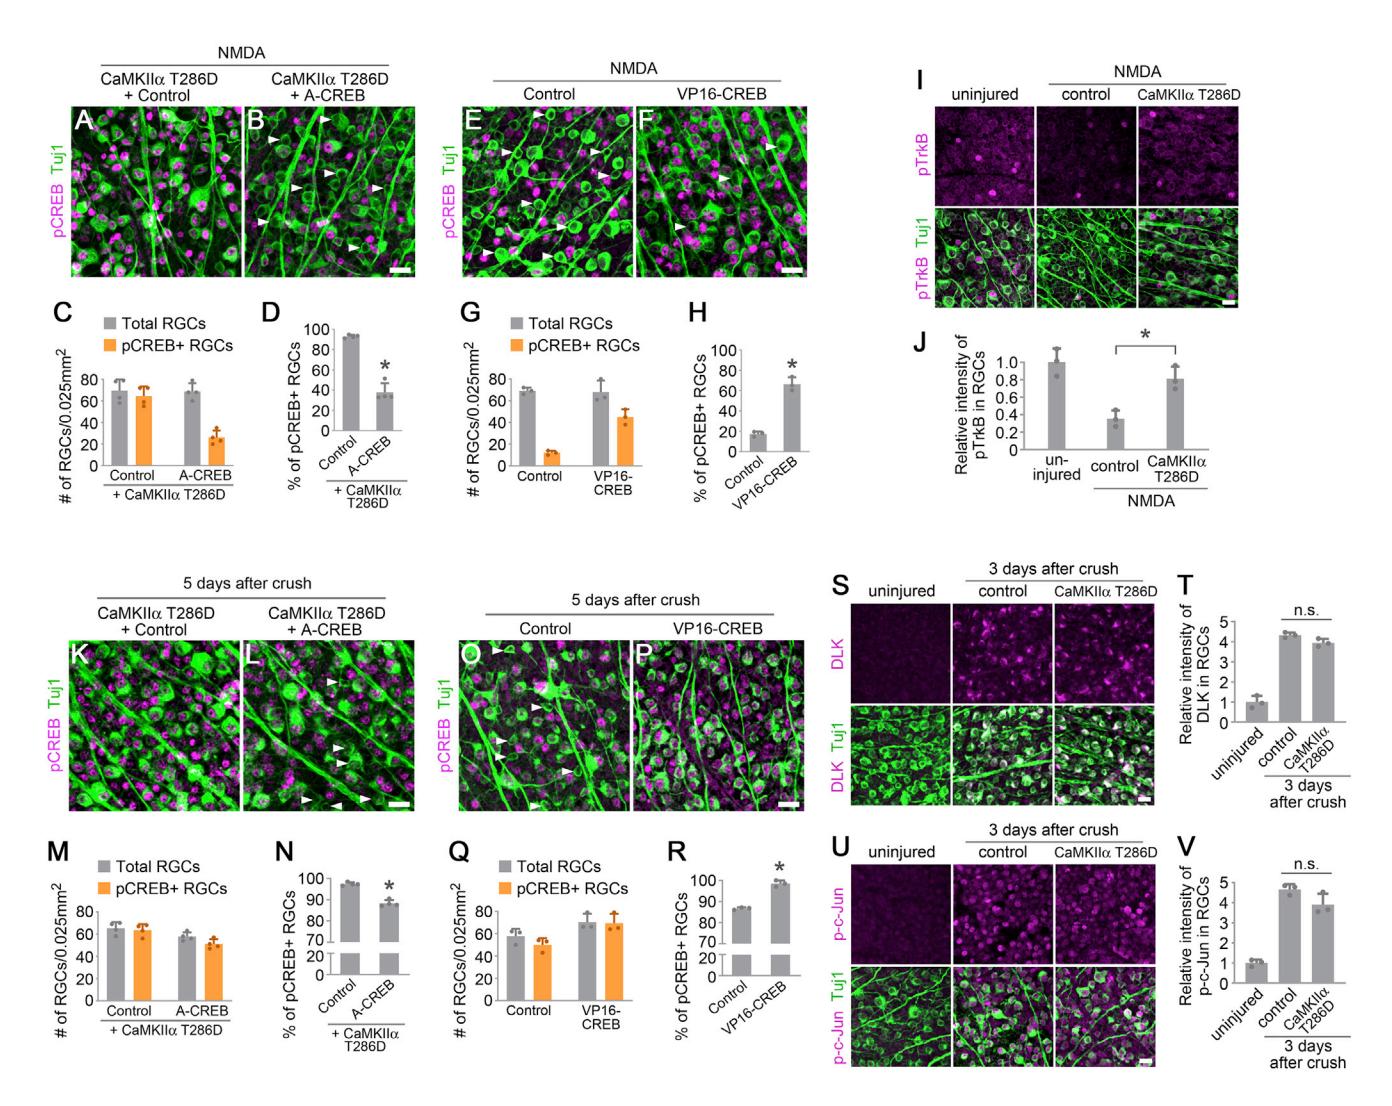 NMDA
CaMKIIα T286D
+ Control
CaMKIIα T286D
+ A-CREB
A
B
pCREB Tuj1
NMDA
Control
VP16-CREB
E
F
pCREB Tuj1
I
NMDA
uninjured
control
CaMKIIα T286D
pTrkB
pTrkB Tuj1
C
Total RGCs
pCREB+ RGCs
# of RGCs/0.025mm2
80
60
40
20
0
Control
A-CREB
+ CaMKIIα T286D
D
% of pCREB+ RGCs
100
80
60
40
20
0
*
Control
A-CREB
+ CaMKIIα
T286D
G
Total RGCs
pCREB+ RGCs
# of RGCs/0.025mm2
80
60
40
20
0
Control
VP16-
CREB
H
% of pCREB+ RGCs
100
80
60
40
20
0
*
Control
VP16-CREB
J
Relative intensity of
pTrkB in RGCs
1.0
0.8
0.6
0.4
0.2
0
*
un-
injured
control
CaMKIIα
T286D
NMDA
5 days after crush
CaMKIIα T286D
+ Control
CaMKIIα T286D
+ A-CREB
K
L
pCREB Tuj1
5 days after crush
Control
VP16-CREB
O
P
pCREB Tuj1
S
3 days after crush
uninjured
control
CaMKIIα T286D
DLK
DLK Tuj1
T
Relative intensity of
DLK in RGCs
5
4
3
2
1
0
n.s.
uninjured
control
CaMKIIα
T286D
3 days
after crush
M
Total RGCs
pCREB+ RGCs
# of RGCs/0.025mm2
80
60
40
20
0
Control
A-CREB
+ CaMKIIα T286D
N
% of pCREB+ RGCs
100
90
80
70
20
0
*
Control
A-CREB
+ CaMKIIα
T286D
Q
Total RGCs
pCREB+ RGCs
# of RGCs/0.025mm2
80
60
40
20
0
Control
VP16-
CREB
R
% of pCREB+ RGCs
100
90
80
70
20
0
*
Control
VP16-CREB
U
3 days after crush
uninjured
control
CaMKIIα T286D
p-c-Jun
p-c-Jun Tuj1
V
Relative intensity of
p-c-Jun in RGCs
5
4
3
2
1
0
n.s.
uninjured
control
CaMKIIα
T286D
3 days
after crush